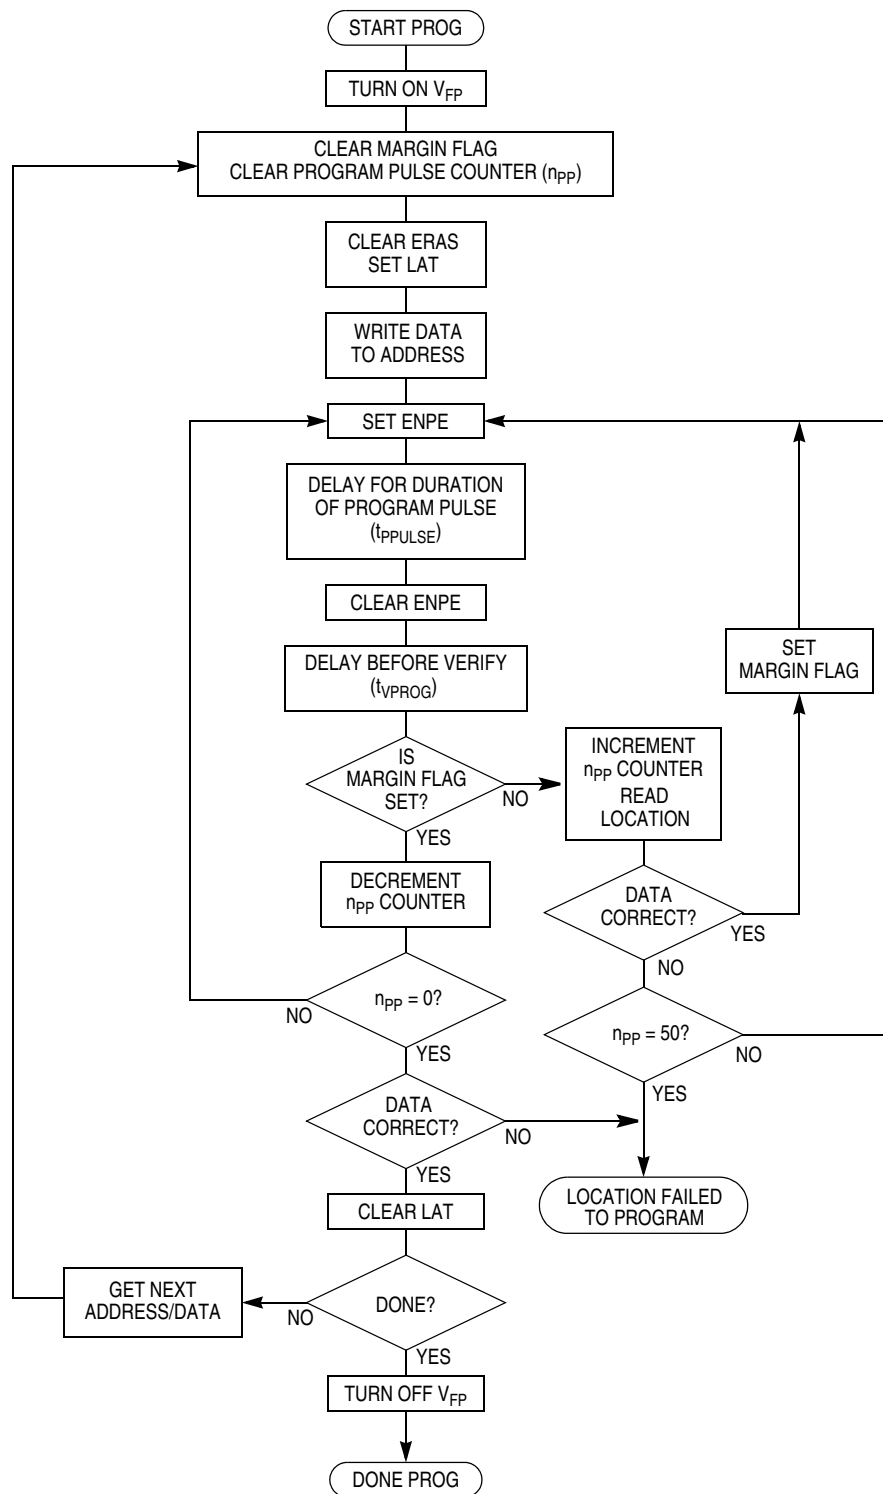 START PROG
TURN ON VFP
CLEAR MARGIN FLAG
CLEAR PROGRAM PULSE COUNTER (nPP)
CLEAR ERAS
SET LAT
WRITE DATA
TO ADDRESS
SET ENPE
DELAY FOR DURATION
OF PROGRAM PULSE
(tPPULSE)
CLEAR ENPE
DELAY BEFORE VERIFY
(tVPROG)
SET
MARGIN FLAG
IS
MARGIN FLAG
SET?
NO
YES
INCREMENT
nPP COUNTER
READ
LOCATION
DECREMENT
nPP COUNTER
DATA
CORRECT?
YES
NO
nPP = 0?
NO
YES
nPP = 50?
NO
YES
DATA
CORRECT?
NO
YES
LOCATION FAILED
TO PROGRAM
CLEAR LAT
GET NEXT
ADDRESS/DATA
DONE?
NO
YES
TURN OFF VFP
DONE PROG